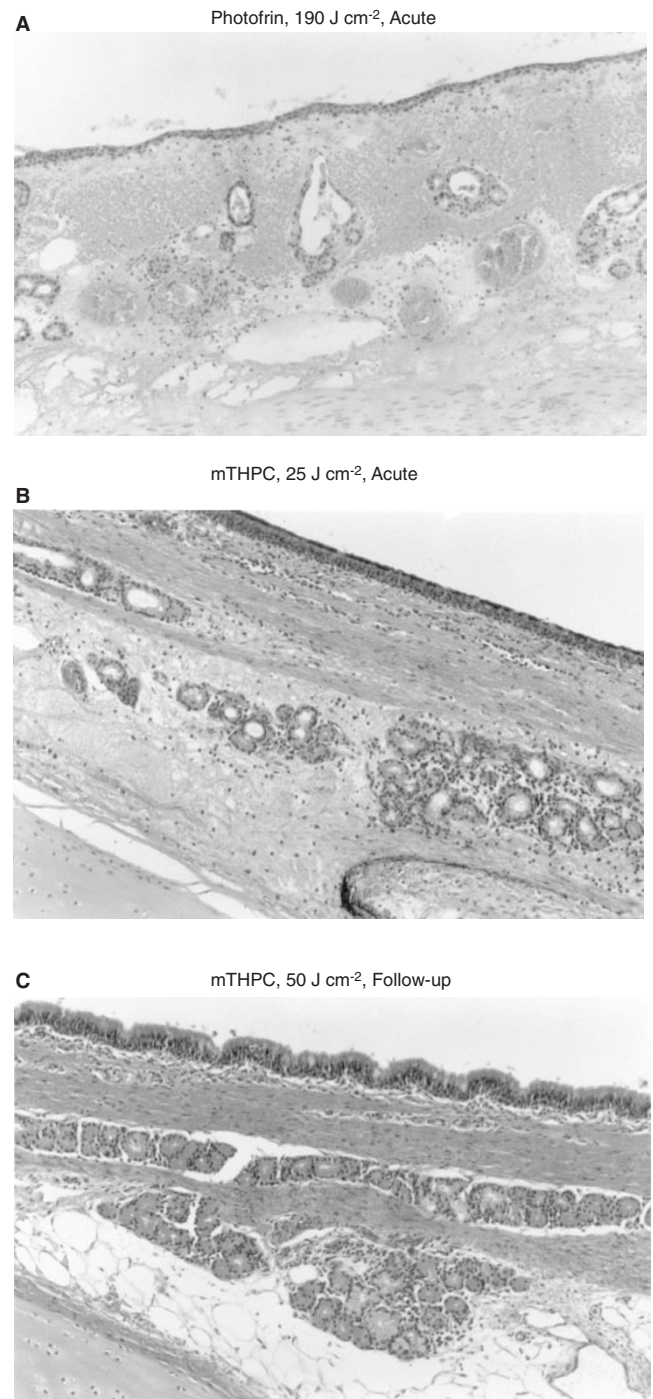 A
Photofrin, 190 J cm-2, Acute
mTHPC, 25 J cm-2, Acute
B
mTHPC, 50 J cm-2, Follow-up
C